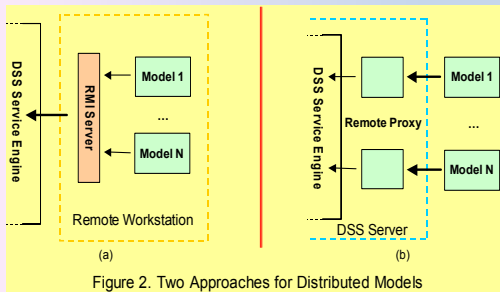 DSS Service Engine
RMI Server
Model 1
...
Model N
Remote Workstation
(a)
DSS Service Engine
Remote Proxy
Model 1
...
Model N
DSS Server
(b)
Figure 2. Two Approaches for Distributed Models